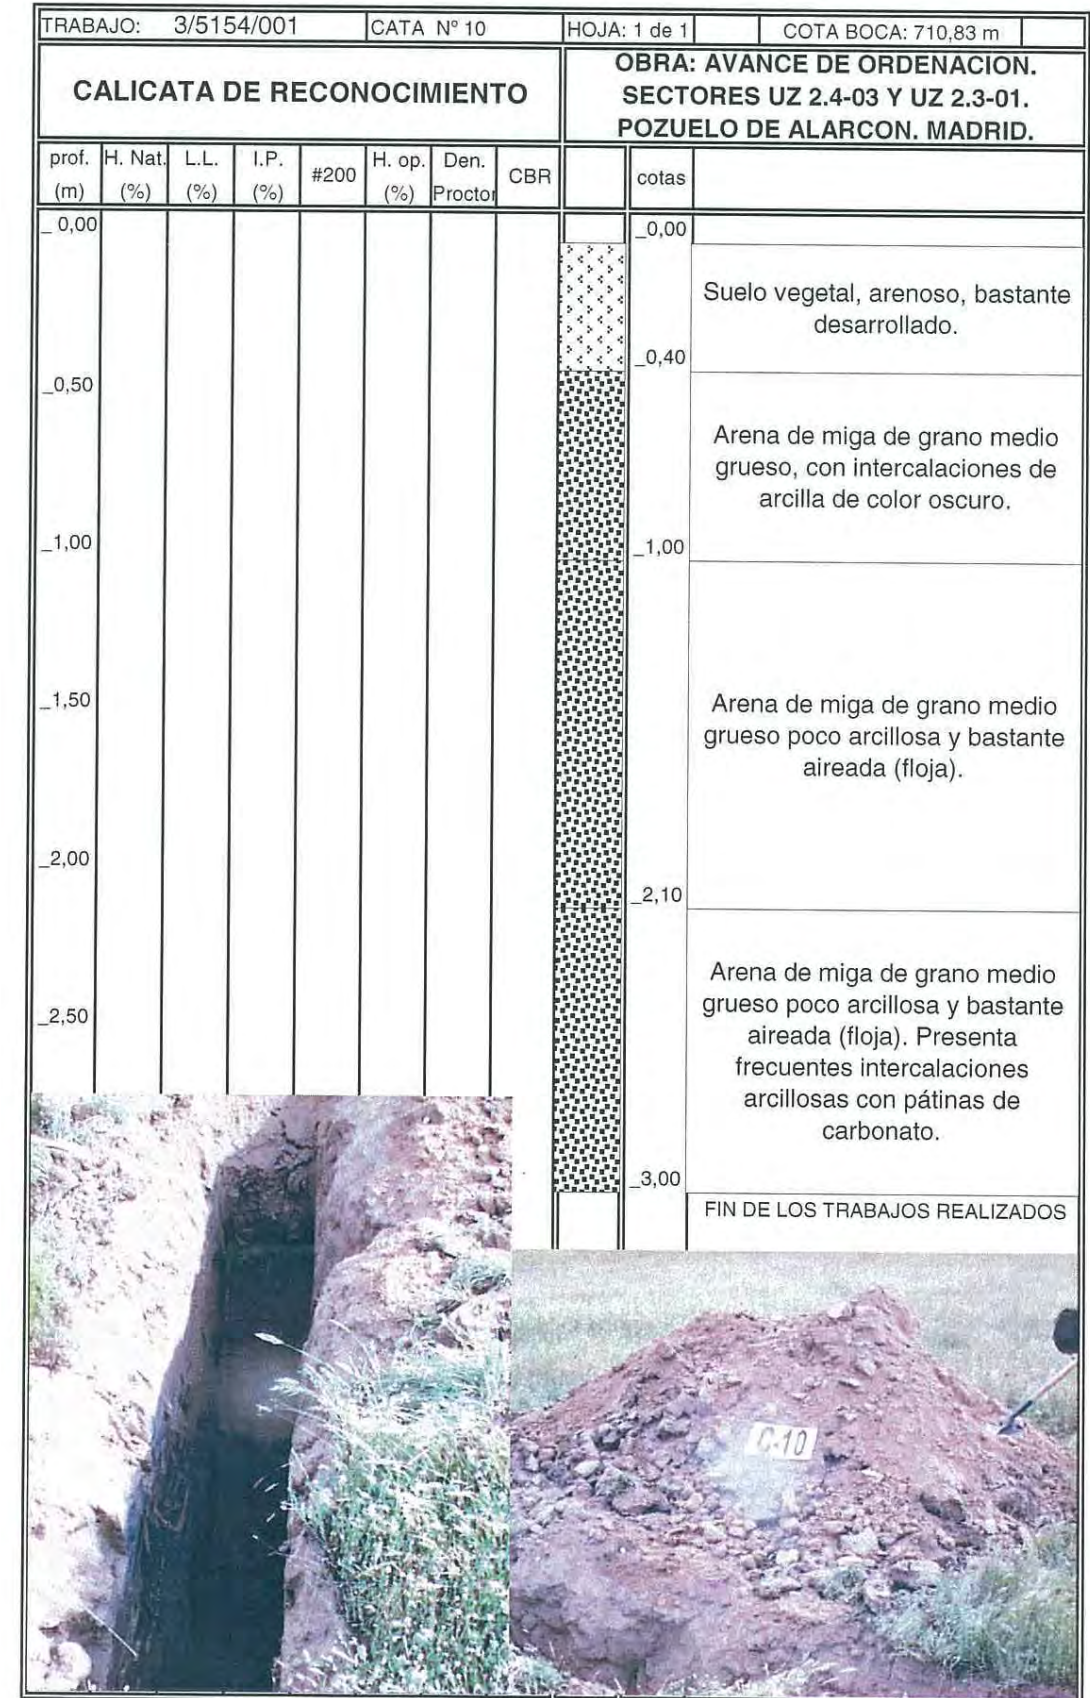 TRABAJO: 3/5154/001 CATA Nº 10 HOJA: 1 de 1 COTA BOCA: 710,83 m
CALICATA DE RECONOCIMIENTO
OBRA: AVANCE DE ORDENACION.
SECTORES UZ 2.4-03 Y UZ 2.3-01.
POZUELO DE ALARCON. MADRID.
prof. H. Nat. L.L. I.P. #200 H. op. Den. CBR cotas
(m) (%) (%) (%) (%) Proctor
_ 0,00
_0,50
_1,00
_1,50
_2,00
_2,50
_0,00
Suelo vegetal, arenoso, bastante
desarrollado.
_0,40
Arena de miga de grano medio
grueso, con intercalaciones de
arcilla de color oscuro.
_1,00
Arena de miga de grano medio
grueso poco arcillosa y bastante
aireada (floja).
_2,10
Arena de miga de grano medio
grueso poco arcillosa y bastante
aireada (floja). Presenta
frecuentes intercalaciones
arcillosas con pátinas de
carbonato.
_3,00
FIN DE LOS TRABAJOS REALIZADOS
C-10